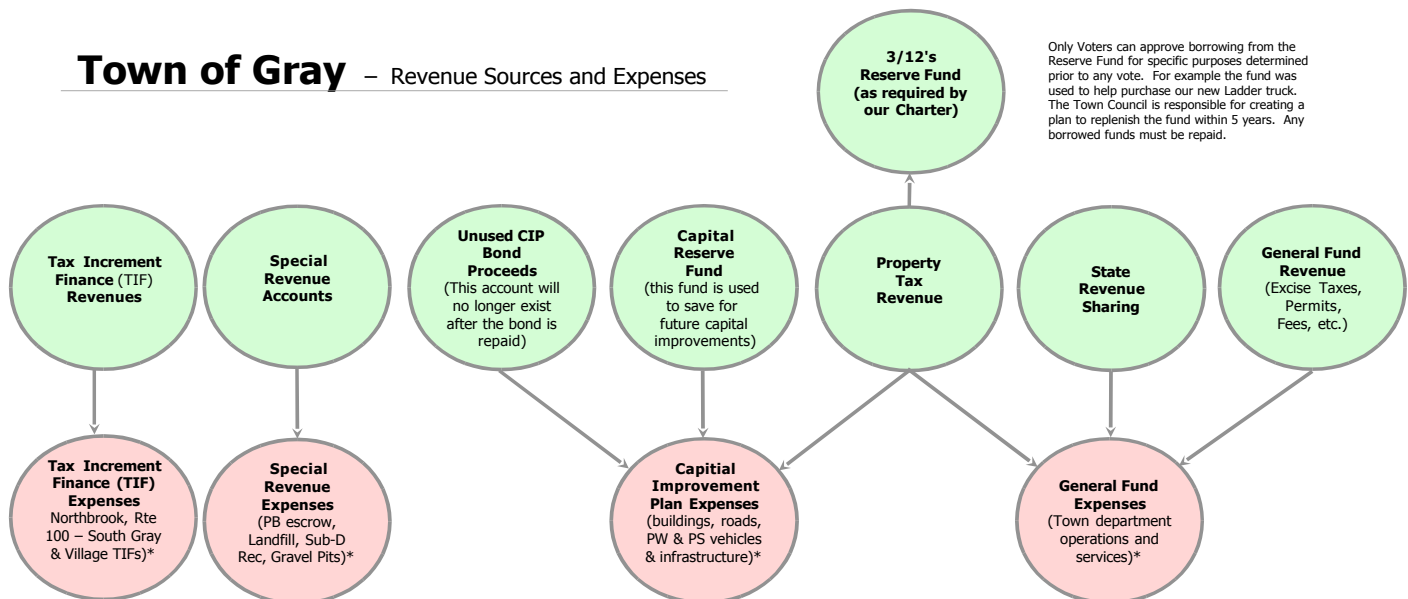 Town of Gray – Revenue Sources and Expenses
3/12's
Reserve Fund
(as required by
our Charter)
Only Voters can approve borrowing from the
Reserve Fund for specific purposes determined
prior to any vote. For example the fund was
used to help purchase our new Ladder truck.
The Town Council is responsible for creating a
plan to replenish the fund within 5 years. Any
borrowed funds must be repaid.
Tax Increment
Finance (TIF)
Revenues
Special
Revenue
Accounts
Unused CIP
Bond
Proceeds
(This account will
no longer exist
after the bond is
repaid)
Capital
Reserve
Fund
(this fund is used
to save for
future capital
improvements)
Property
Tax
Revenue
State
Revenue
Sharing
General Fund
Revenue
(Excise Taxes,
Permits,
Fees, etc.)
Tax Increment
Finance (TIF)
Expenses
Northbrook, Rte
100 – South Gray
& Village TIFs)*
Special
Revenue
Expenses
(PB escrow,
Landfill, Sub-D
Rec, Gravel Pits)*
Capitial
Improvement
Plan Expenses
(buildings, roads,
PW & PS vehicles
& infrastructure)*
General Fund
Expenses
(Town department
operations and
services)*